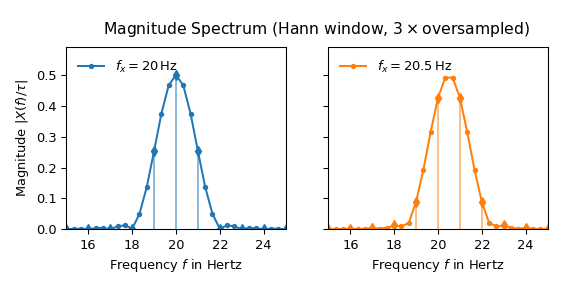 Magnitude Spectrum (Hann window, 3 × oversampled)
f_x = 20 Hz
f_x = 20.5 Hz
Magnitude |X(f)/τ|
0.5
0.4
0.3
0.2
0.1
0.0
16 18 20 22 24
16 18 20 22 24
Frequency f in Hertz
Frequency f in Hertz